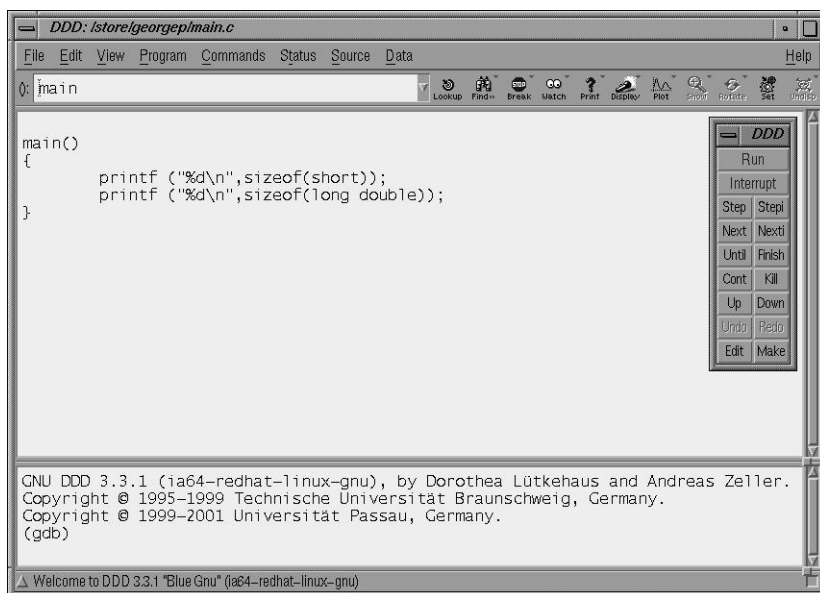 DDD: /store/georgep/main.c
File Edit View Program Commands Status Source Data Help
(): main
Lookup Find» Break Watch Print Display Plot Show Rotate Set Undisp
main()
{
printf ("%d\n",sizeof(short));
printf ("%d\n",sizeof(long double));
}
DDD
Run
Interrupt
Step Stepi
Next Nexti
Until Finish
Cont Kill
Up Down
Undo Redo
Edit Make
GNU DDD 3.3.1 (ia64-redhat-linux-gnu), by Dorothea Lütkehaus and Andreas Zeller.
Copyright © 1995-1999 Technische Universität Braunschweig, Germany.
Copyright © 1999-2001 Universität Passau, Germany.
(gdb)
Welcome to DDD 3.3.1 "Blue Gnu" (ia64-redhat-linux-gnu)